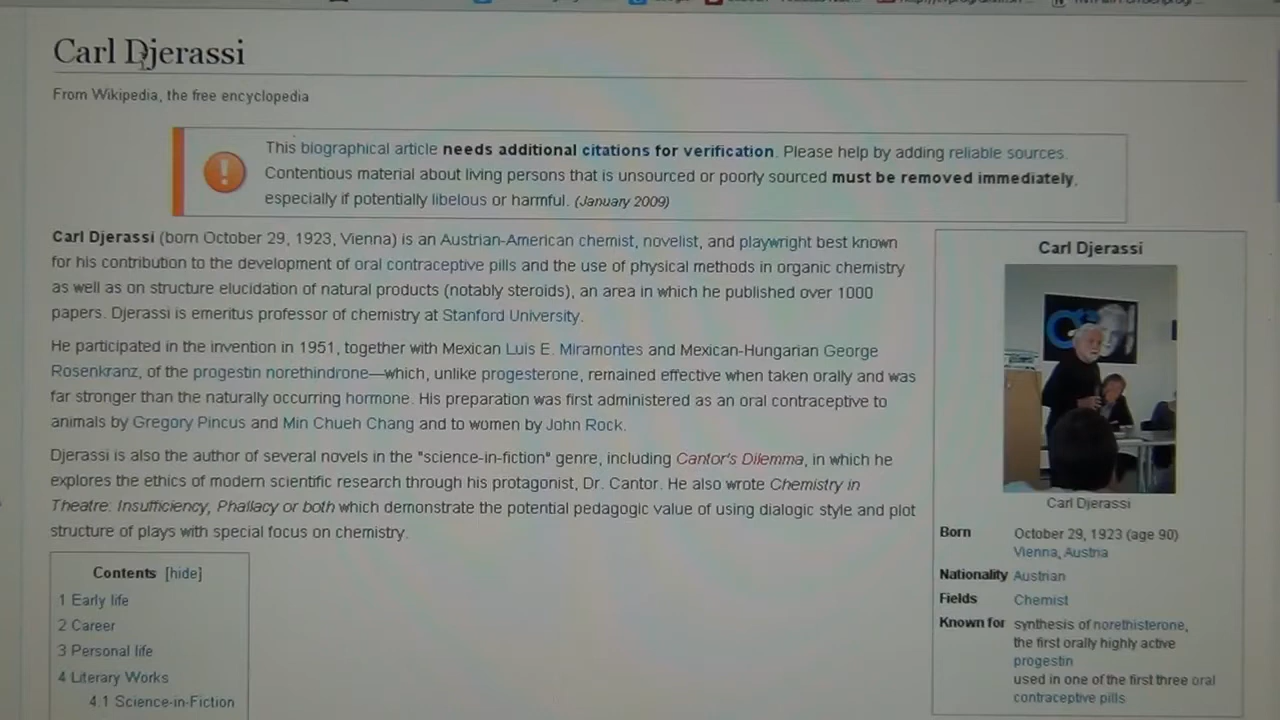 Carl Djerassi
From Wikipedia, the free encyclopedia
This biographical article needs additional citations for verification. Please help by adding reliable sources.
Contentious material about living persons that is unsourced or poorly sourced must be removed immediately,
especially if potentially libelous or harmful. (January 2009)
Carl Djerassi (born October 29, 1923, Vienna) is an Austrian-American chemist, novelist, and playwright best known
for his contribution to the development of oral contraceptive pills and the use of physical methods in organic chemistry
as well as on structure elucidation of natural products (notably steroids), an area in which he published over 1000
papers. Djerassi is emeritus professor of chemistry at Stanford University.
He participated in the invention in 1951, together with Mexican Luis E. Miramontes and Mexican-Hungarian George
Rosenkranz, of the progestin norethindrone—which, unlike progesterone, remained effective when taken orally and was
far stronger than the naturally occurring hormone. His preparation was first administered as an oral contraceptive to
animals by Gregory Pincus and Min Chueh Chang and to women by John Rock.
Djerassi is also the author of several novels in the "science-in-fiction" genre, including Cantor's Dilemma, in which he
explores the ethics of modern scientific research through his protagonist, Dr. Cantor. He also wrote Chemistry in
Theatre: Insufficiency, Phallacy or both which demonstrate the potential pedagogic value of using dialogic style and plot
structure of plays with special focus on chemistry.
Contents [hide]
1 Early life
2 Career
3 Personal life
4 Literary Works
4.1 Science-in-Fiction
Carl Djerassi
Carl Djerassi
Born October 29, 1923 (age 90)
Vienna, Austria
Nationality Austrian
Fields Chemist
Known for synthesis of norethisterone,
the first orally highly active
progestin
used in one of the first three oral
contraceptive pills